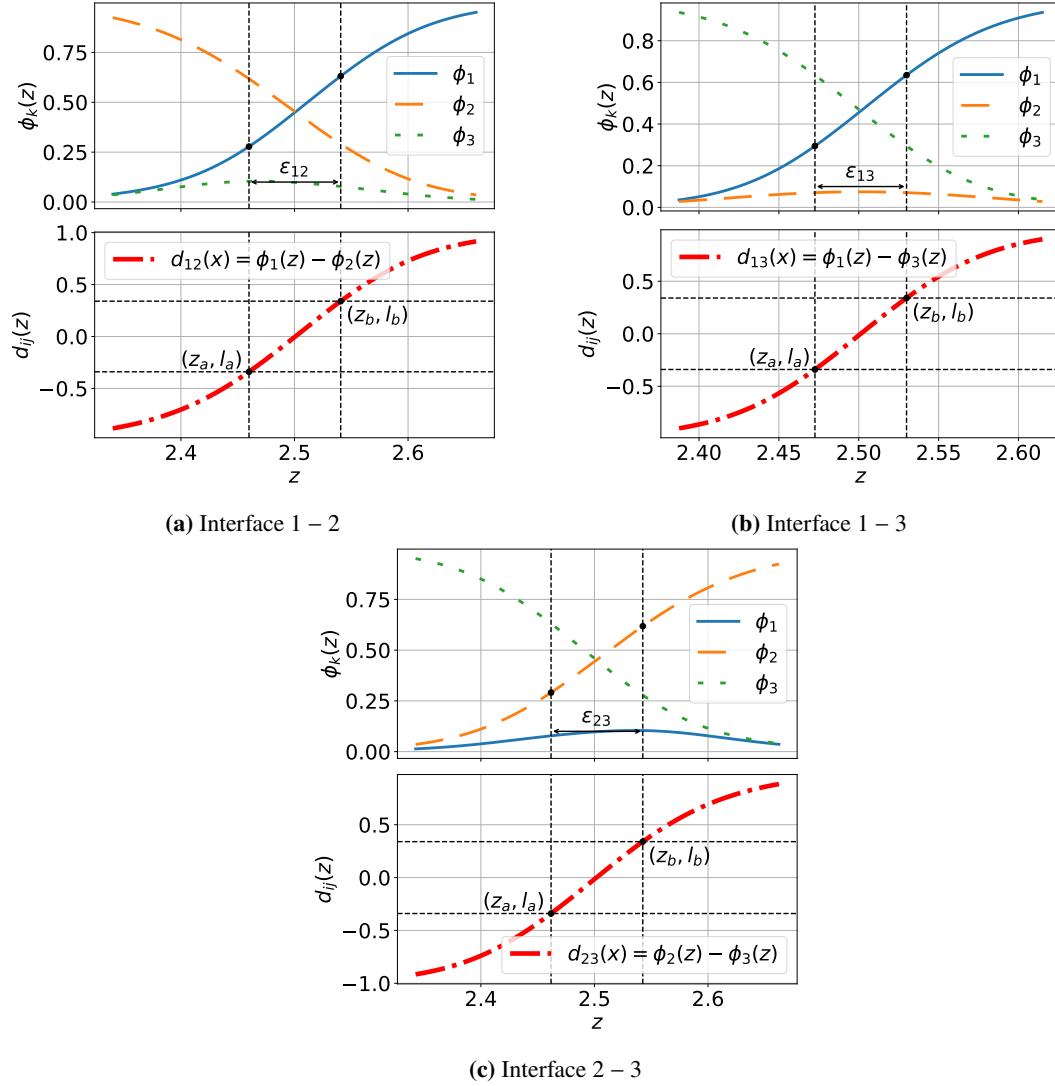 0.75
0.50
0.25
0.00
ϕk(z)
ϕ1
ϕ2
ϕ3
ε12
1.0
0.5
0.0
−0.5
dij(z)
d12(x) = ϕ1(z) − ϕ2(z)
(zb, lb)
(za, la)
2.4
2.5
2.6
z
(a) Interface 1 – 2
0.8
0.6
0.4
0.2
0.0
ϕk(z)
ϕ1
ϕ2
ϕ3
ε13
0.5
0.0
−0.5
dij(z)
d13(x) = ϕ1(z) − ϕ3(z)
(zb, lb)
(za, la)
2.40
2.45
2.50
2.55
2.60
z
(b) Interface 1 – 3
0.75
0.50
0.25
0.00
ϕk(z)
ϕ1
ϕ2
ϕ3
ε23
0.5
0.0
−0.5
−1.0
dij(z)
(zb, lb)
(za, la)
d23(x) = ϕ2(z) − ϕ3(z)
2.4
2.5
2.6
z
(c) Interface 2 – 3